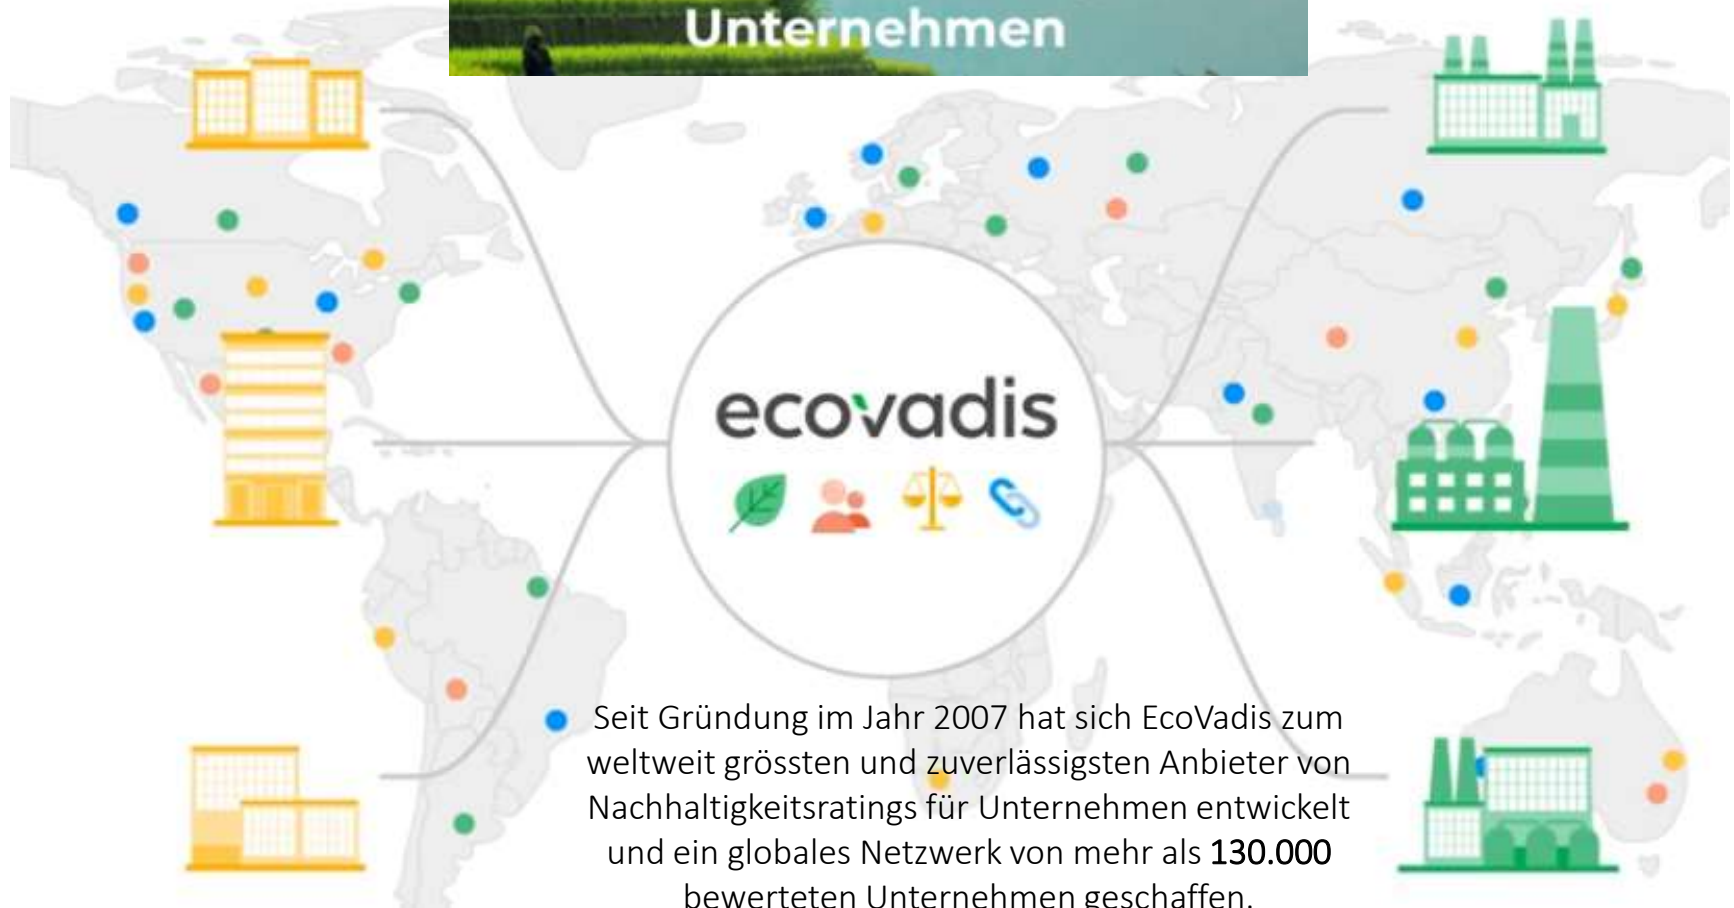 Unternehmen
ecovadis
Seit Gründung im Jahr 2007 hat sich EcoVadis zum
weltweit grössten und zuverlässigsten Anbieter von
Nachhaltigkeitsratings für Unternehmen entwickelt
und ein globales Netzwerk von mehr als 130.000
bewerteten Unternehmen geschaffen.